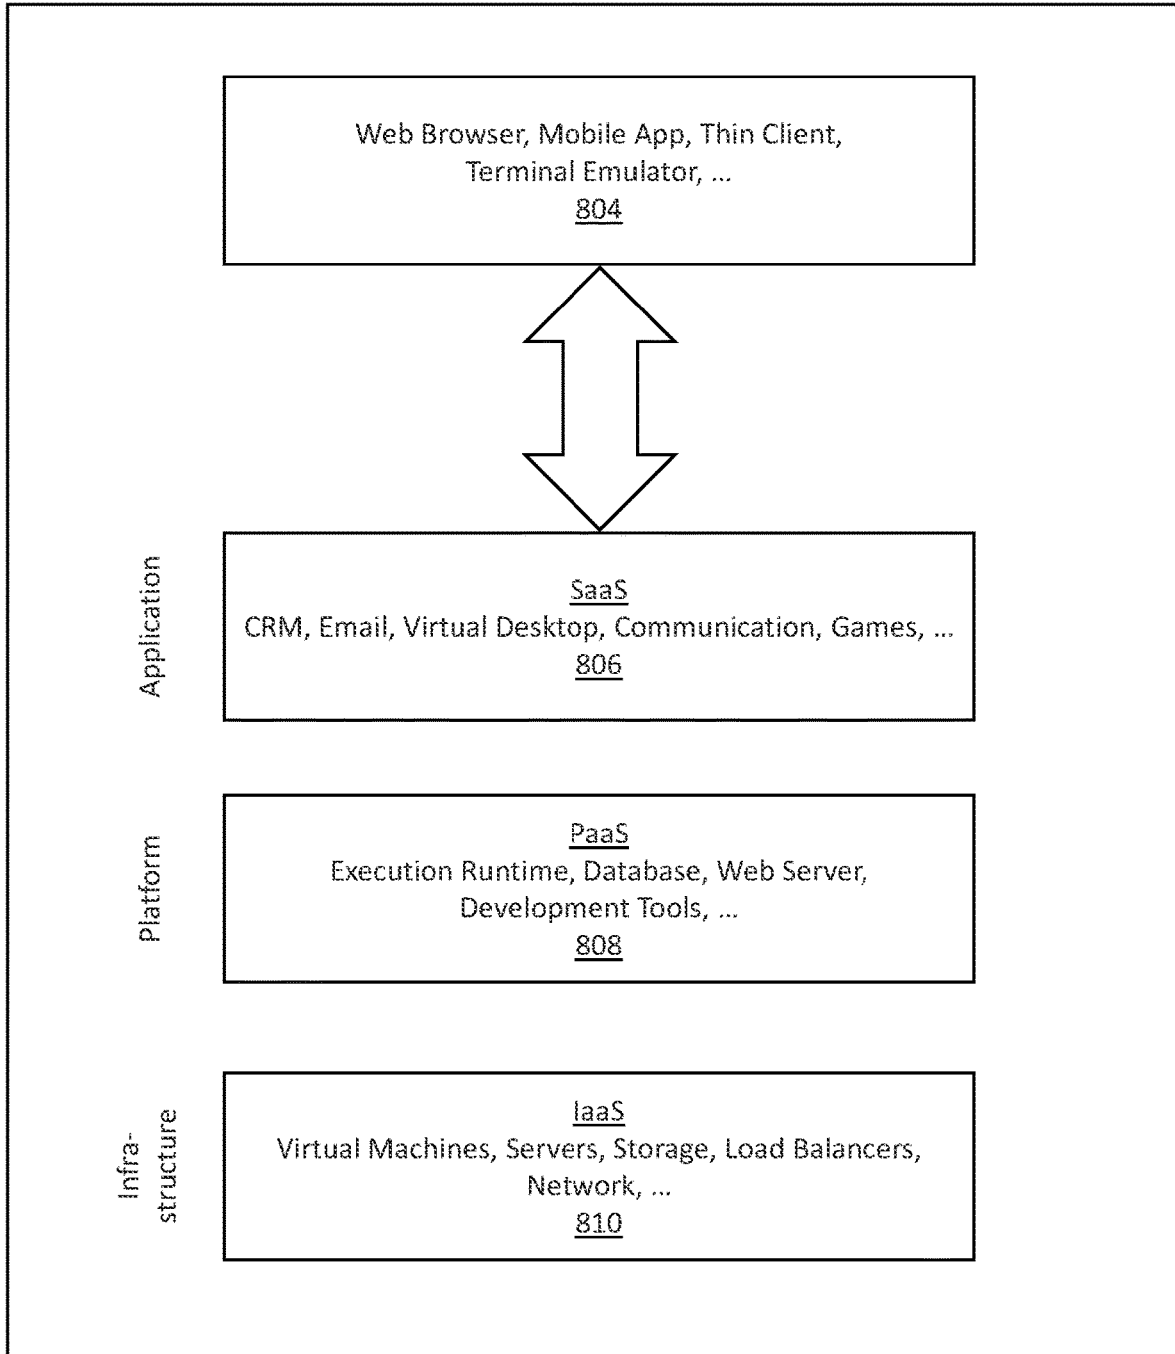 Web Browser, Mobile App, Thin Client,
Terminal Emulator, ...
804
Application
SaaS
CRM, Email, Virtual Desktop, Communication, Games, ...
806
Platform
PaaS
Execution Runtime, Database, Web Server,
Development Tools, ...
808
Infra-
structure
IaaS
Virtual Machines, Servers, Storage, Load Balancers,
Network, ...
810